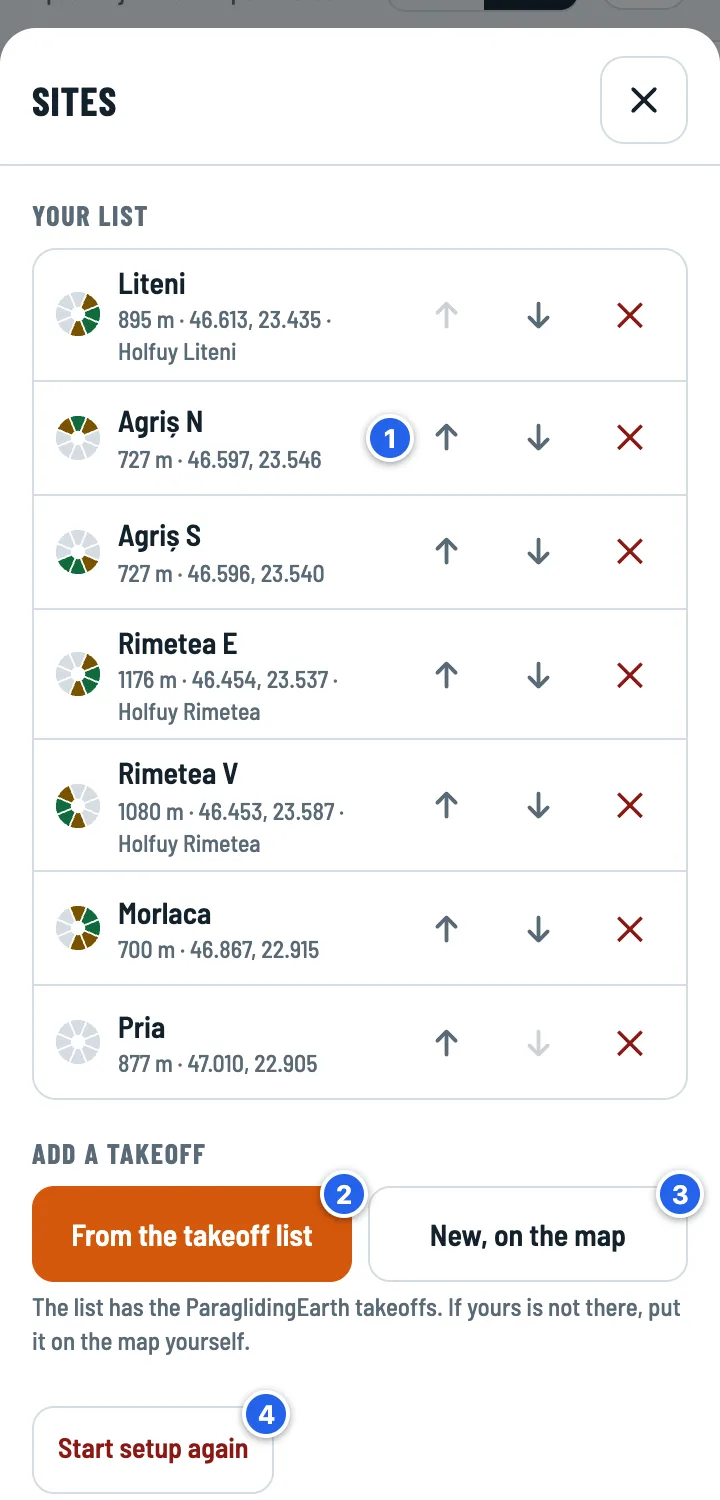 SITES
YOUR LIST
Liteni
895 m · 46.613, 23.435 ·
Holfuy Liteni
Agriș N
727 m · 46.597, 23.546
1
Agriș S
727 m · 46.596, 23.540
Rimetea E
1176 m · 46.454, 23.537 ·
Holfuy Rimetea
Rimetea V
1080 m · 46.453, 23.587 ·
Holfuy Rimetea
Morlaca
700 m · 46.867, 22.915
Pria
877 m · 47.010, 22.905
ADD A TAKEOFF
2
3
From the takeoff list
New, on the map
The list has the ParaglidingEarth takeoffs. If yours is not there, put
it on the map yourself.
4
Start setup again